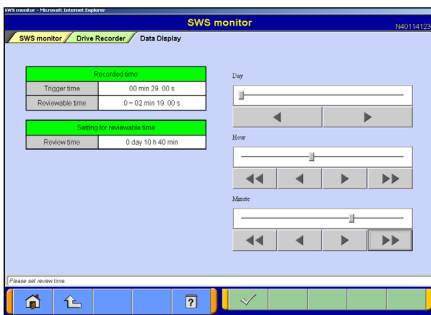 SWS monitor - Microsoft Internet Explorer
SWS monitor
N40114123
SWS monitor Drive Recorder Data Display
Recorded time
Trigger time 00 min 29. 00 s
Reviewable time 0 ~ 02 min 19. 00 s
Setting for reviewable time
Review time 0 day 10 h 40 min
Day
Hour
Minute
Please set review time.
?